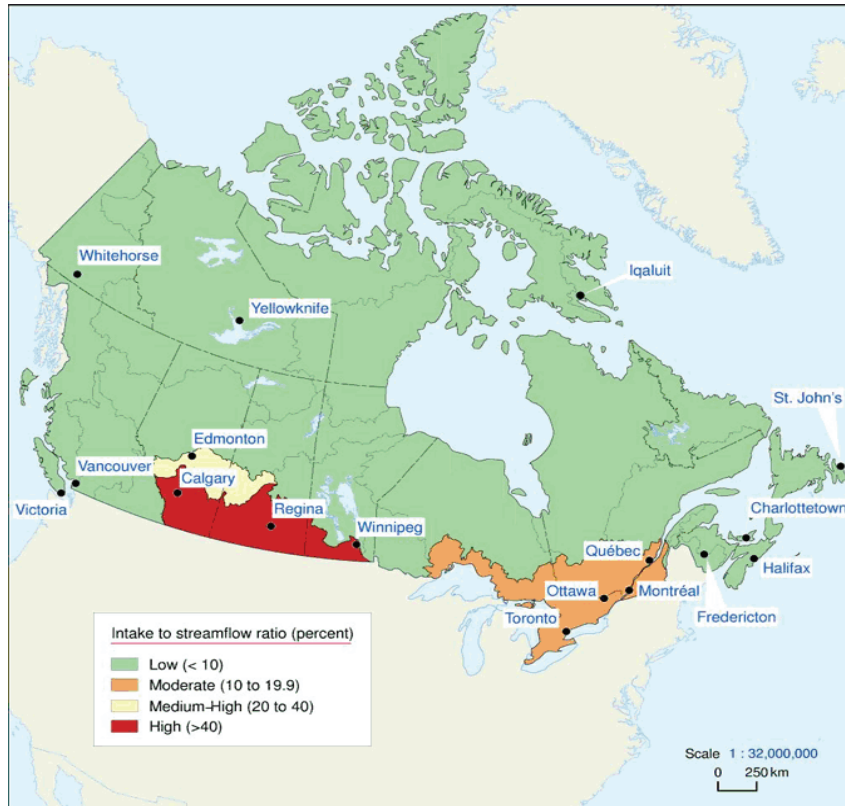 Whitehorse
Iqaluit
Yellowknife
St. John's
Edmonton
Vancouver
Calgary
Victoria
Regina
Winnipeg
Charlottetown
Québec
Halifax
Ottawa
Montréal
Toronto
Fredericton
Intake to streamflow ratio (percent)
Low (< 10)
Moderate (10 to 19.9)
Medium-High (20 to 40)
High (>40)
Scale 1 : 32,000,000
0 250 km